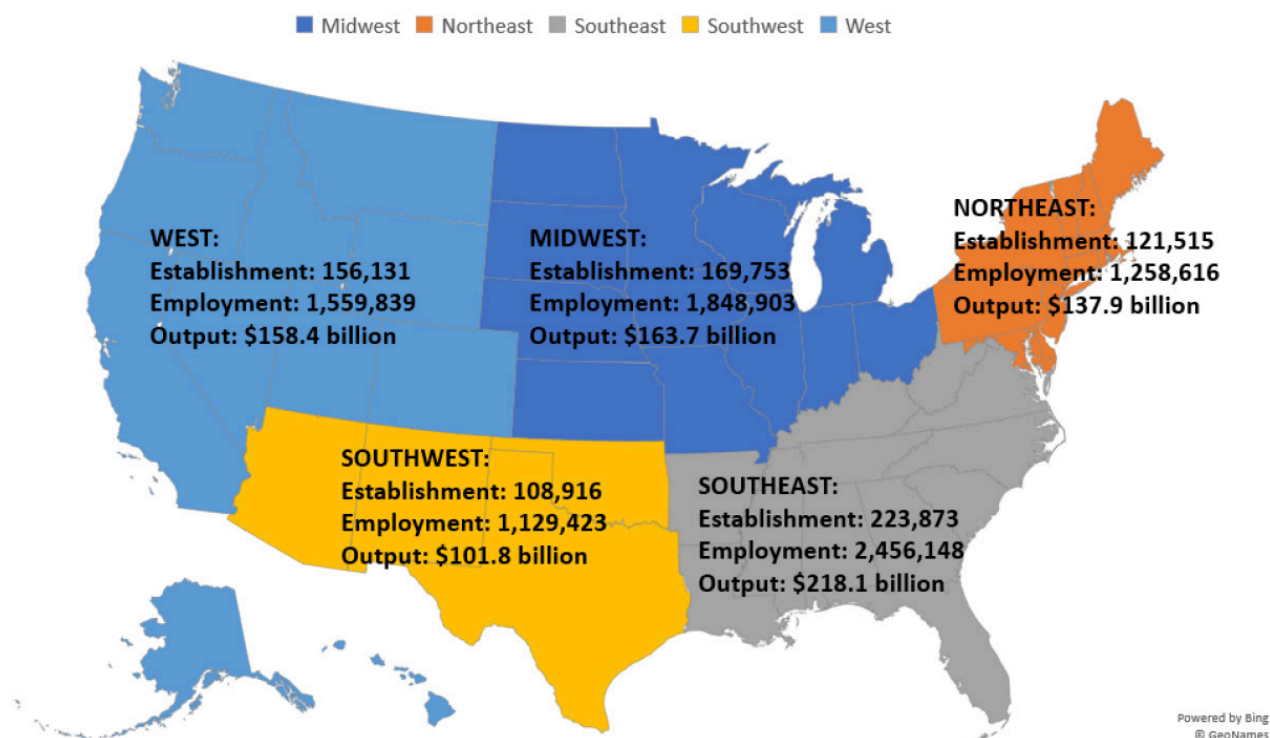 Midwest Northeast Southeast Southwest West
WEST:
Establishment: 156,131
Employment: 1,559,839
Output: $158.4 billion
MIDWEST:
Establishment: 169,753
Employment: 1,848,903
Output: $163.7 billion
NORTHEAST:
Establishment: 121,515
Employment: 1,258,616
Output: $137.9 billion
SOUTHWEST:
Establishment: 108,916
Employment: 1,129,423
Output: $101.8 billion
SOUTHEAST:
Establishment: 223,873
Employment: 2,456,148
Output: $218.1 billion
Powered by Bing
© GeoNames